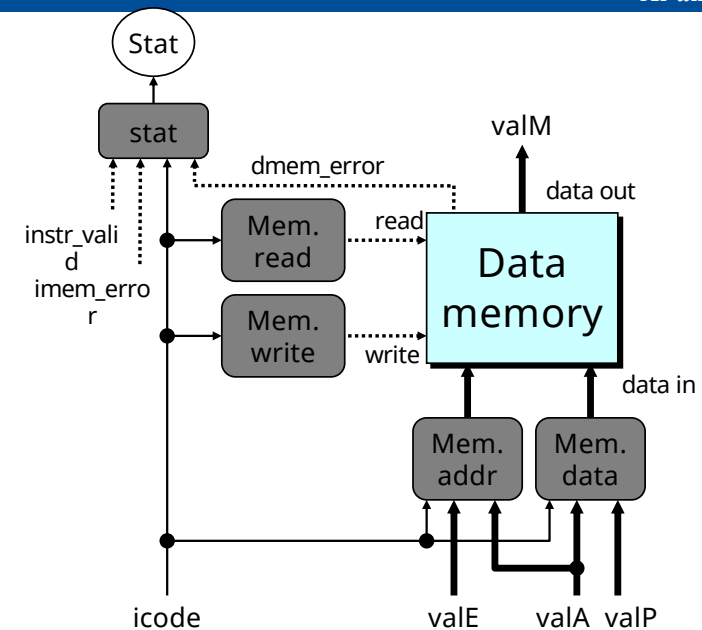 Stat
stat
valM
dmem_error
data out
instr_vali
d
imem_erro
r
Mem.
read
read
Data
memory
Mem.
write
write
data in
Mem.
addr
Mem.
data
icode
valE
valA
valP